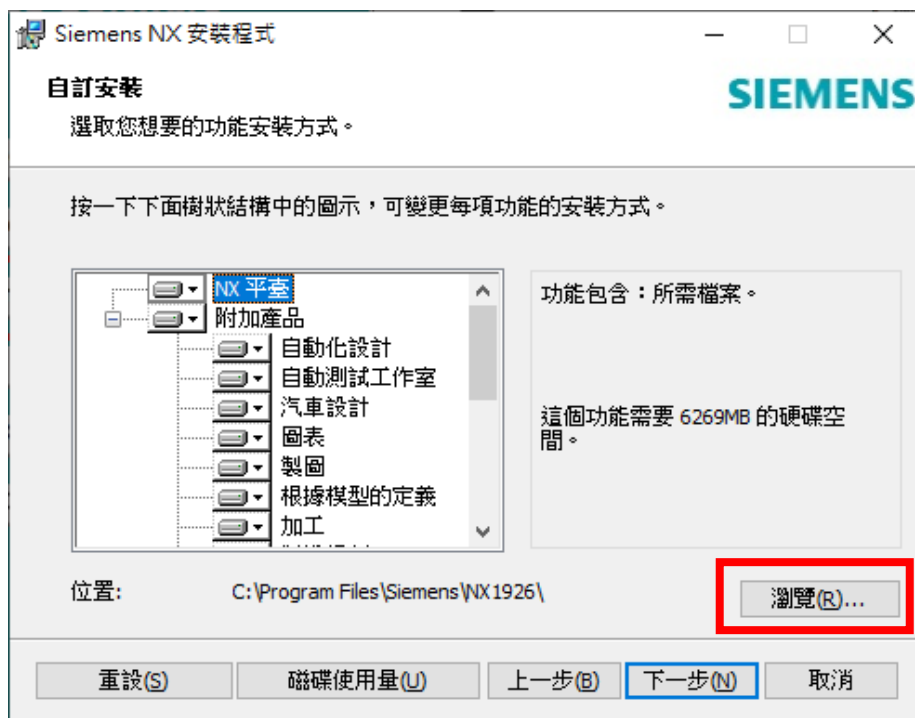 Siemens NX 安裝程式
自訂安裝
SIEMENS
選取您想要的功能安裝方式。
按一下下面樹狀結構中的圖示，可變更每項功能的安裝方式。
NX 平臺
附加產品
自動化設計
自動測試工作室
汽車設計
圖表
製圖
根據模型的定義
加工
功能包含：所需檔案。
這個功能需要 6269MB 的硬碟空
間。
位置:
C:\Program Files\Siemens\NX1926\
瀏覽(R)...
重設(S)
磁碟使用量(U)
上一步(B)
下一步(N)
取消